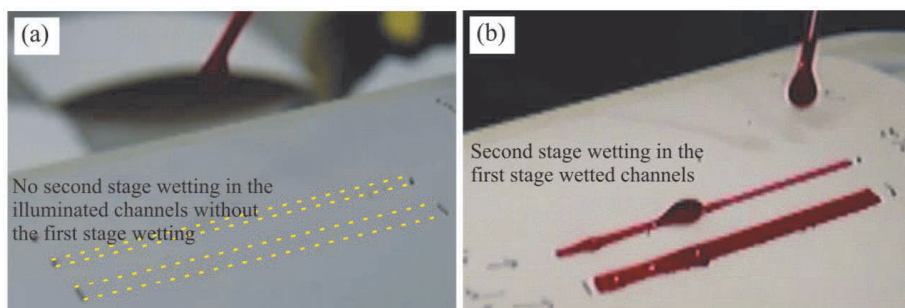 (a)
No second stage wetting in the
illuminated channels without
the first stage wetting
(b)
Second stage wetting in the
first stage wetted channels